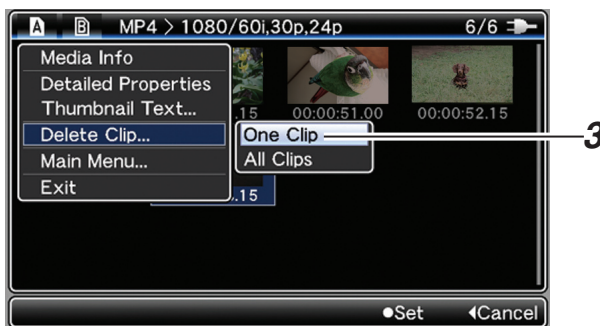 A B MP4 > 1080/60i,30p,24p 6/6
Media Info
Detailed Properties
Thumbnail Text...
.15 00:00:51.00 00:00:52.15
Delete Clip...
One Clip
3
Main Menu...
All Clips
Exit
.15
●Set ◀Cancel